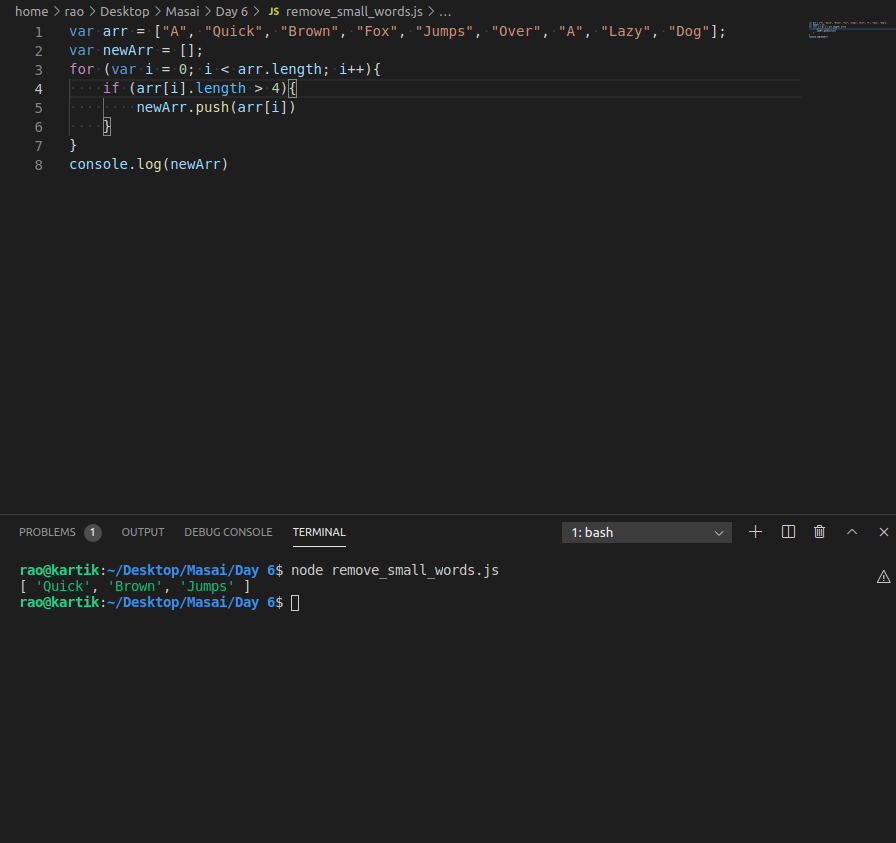 home > rao > Desktop > Masai > Day 6 > JS remove_small_words.js > ...
1 var arr = ["A", "Quick", "Brown", "Fox", "Jumps", "Over", "A", "Lazy", "Dog"];
2 var newArr = [];
3 for (var i = 0; i < arr.length; i++){
4     if (arr[i].length > 4){
5         newArr.push(arr[i])
6     }
7 }
8 console.log(newArr)
PROBLEMS 1 OUTPUT DEBUG CONSOLE TERMINAL 1: bash
rao@kartik:~/Desktop/Masai/Day 6$ node remove_small_words.js
[ 'Quick', 'Brown', 'Jumps' ]
rao@kartik:~/Desktop/Masai/Day 6$